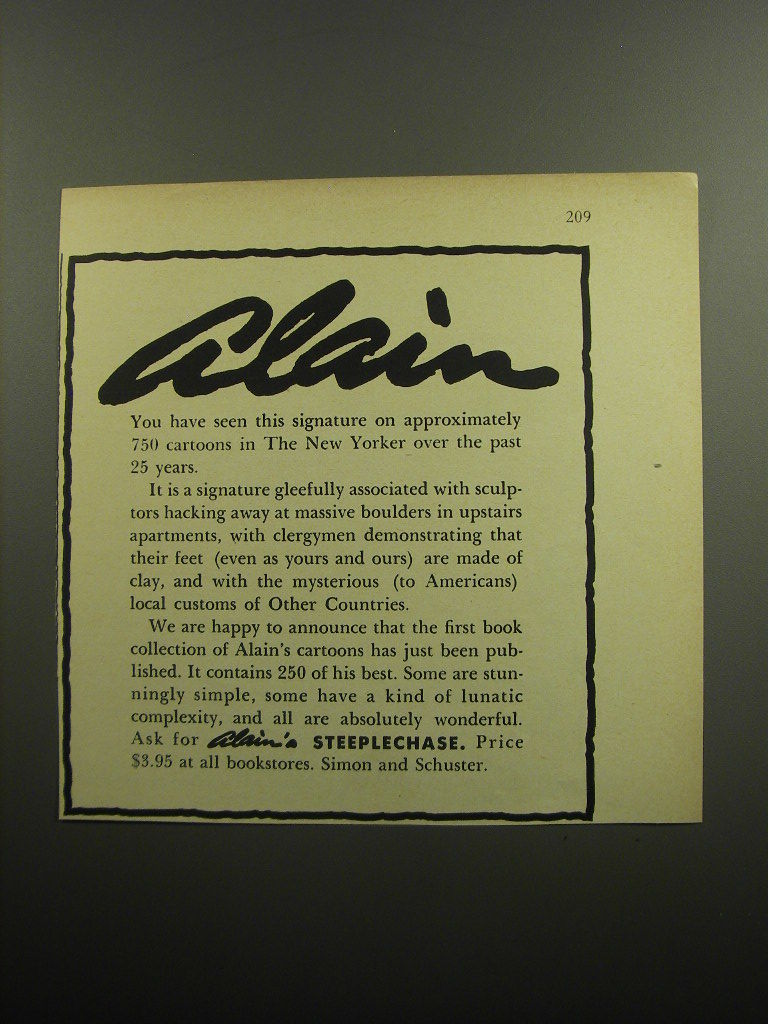 209
Alain
You have seen this signature on approximately
750 cartoons in The New Yorker over the past
25 years.
It is a signature gleefully associated with sculp-
tors hacking away at massive boulders in upstairs
apartments, with clergymen demonstrating that
their feet (even as yours and ours) are made of
clay, and with the mysterious (to Americans)
local customs of Other Countries.
We are happy to announce that the first book
collection of Alain's cartoons has just been pub-
lished. It contains 250 of his best. Some are stun-
ningly simple, some have a kind of lunatic
complexity, and all are absolutely wonderful.
Ask for Alain's STEEPLECHASE. Price
$3.95 at all bookstores. Simon and Schuster.